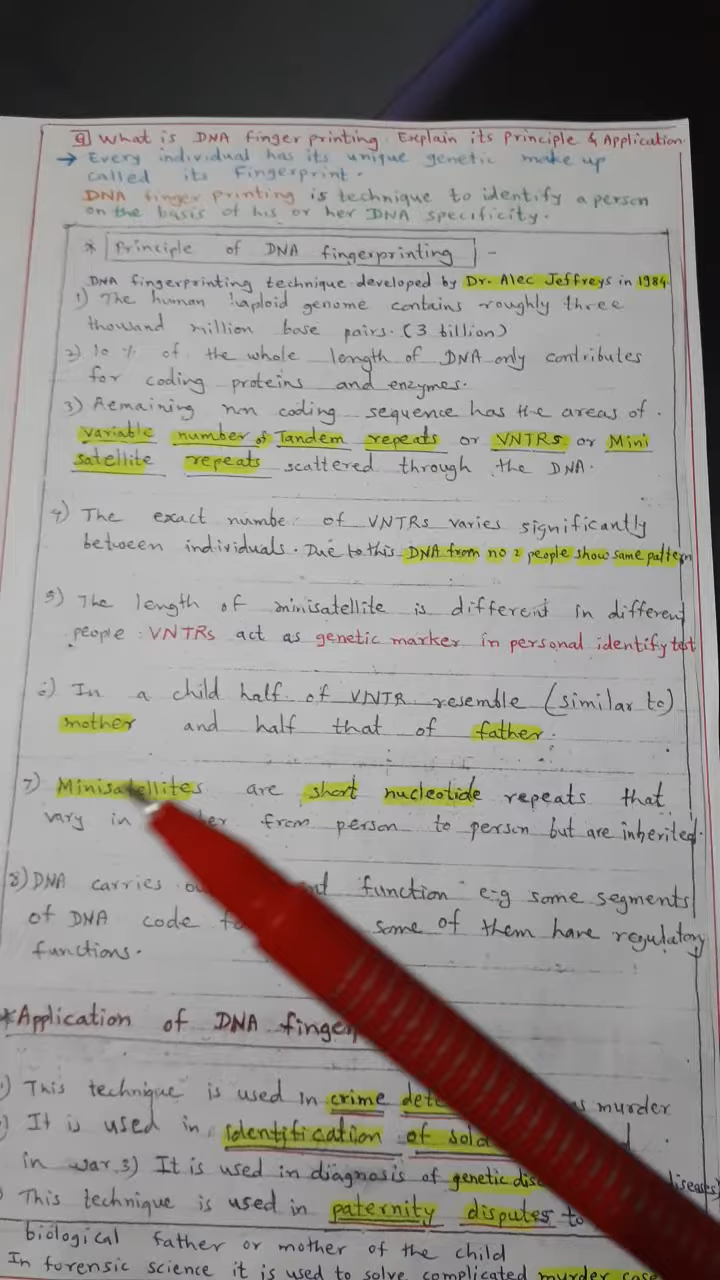 9) What is DNA finger printing. Explain its Principle & Application.
→ Every individual has its unique genetic make up
called its Fingerprint.
DNA finger printing is technique to identify a person
on the basis of his or her DNA specificity.
* Principle of DNA fingerprinting -
DNA fingerprinting technique developed by Dr. Alec Jeffreys in 1984.
1) The human haploid genome contains roughly three
thousand million base pairs. (3 billion)
2) 10 % of the whole length of DNA only contributes
for coding proteins and enzymes.
3) Remaining non coding sequence has the areas of
variable number of Tandem repeats or VNTRs or Mini
satellite repeats scattered through the DNA.
4) The exact number of VNTRs varies significantly
between individuals. Due to this DNA from no 2 people show same pattern
5) The length of minisatellite is different in different
people. VNTRs act as genetic marker in personal identify test
6) In a child half of VNTR resemble (similar to)
mother and half that of father.
7) Minisatellites are short nucleotide repeats that
vary in from person to person but are inherited.
8) DNA carries function e.g some segments
of DNA code some of them have regulatory
functions.
* Application of DNA
1) This technique is used in crime murder
It is used in identification of
in war. 3) It is used in diagnosis of genetic
This technique is used in paternity disputes to
biological father or mother of the child
In forensic science it is used to solve complicated murder